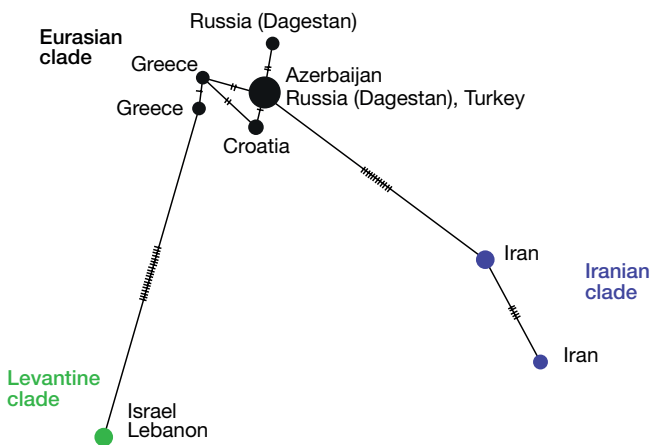 Russia (Dagestan)
Eurasian
clade
Greece
Azerbaijan
Russia (Dagestan), Turkey
Greece
Croatia
Iran
Iranian
clade
Iran
Levantine
clade
Israel
Lebanon